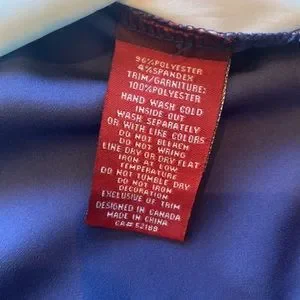 96%POLYESTER
4%SPANDEX
TRIM/GARNITURE:
100%POLYESTER
HAND WASH COLD
INSIDE OUT
WASH SEPARATELY
OR WITH LIKE COLORS
DO NOT BLEACH
DO NOT WRING
LINE DRY OR DRY FLAT
IRON AT LOW
TEMPERATURE
DO NOT TUMBLE DRY
DO NOT IRON
DECORATION
EXCLUSIVE OF TRIM
DESIGNED IN CANADA
MADE IN CHINA
CA# 52188